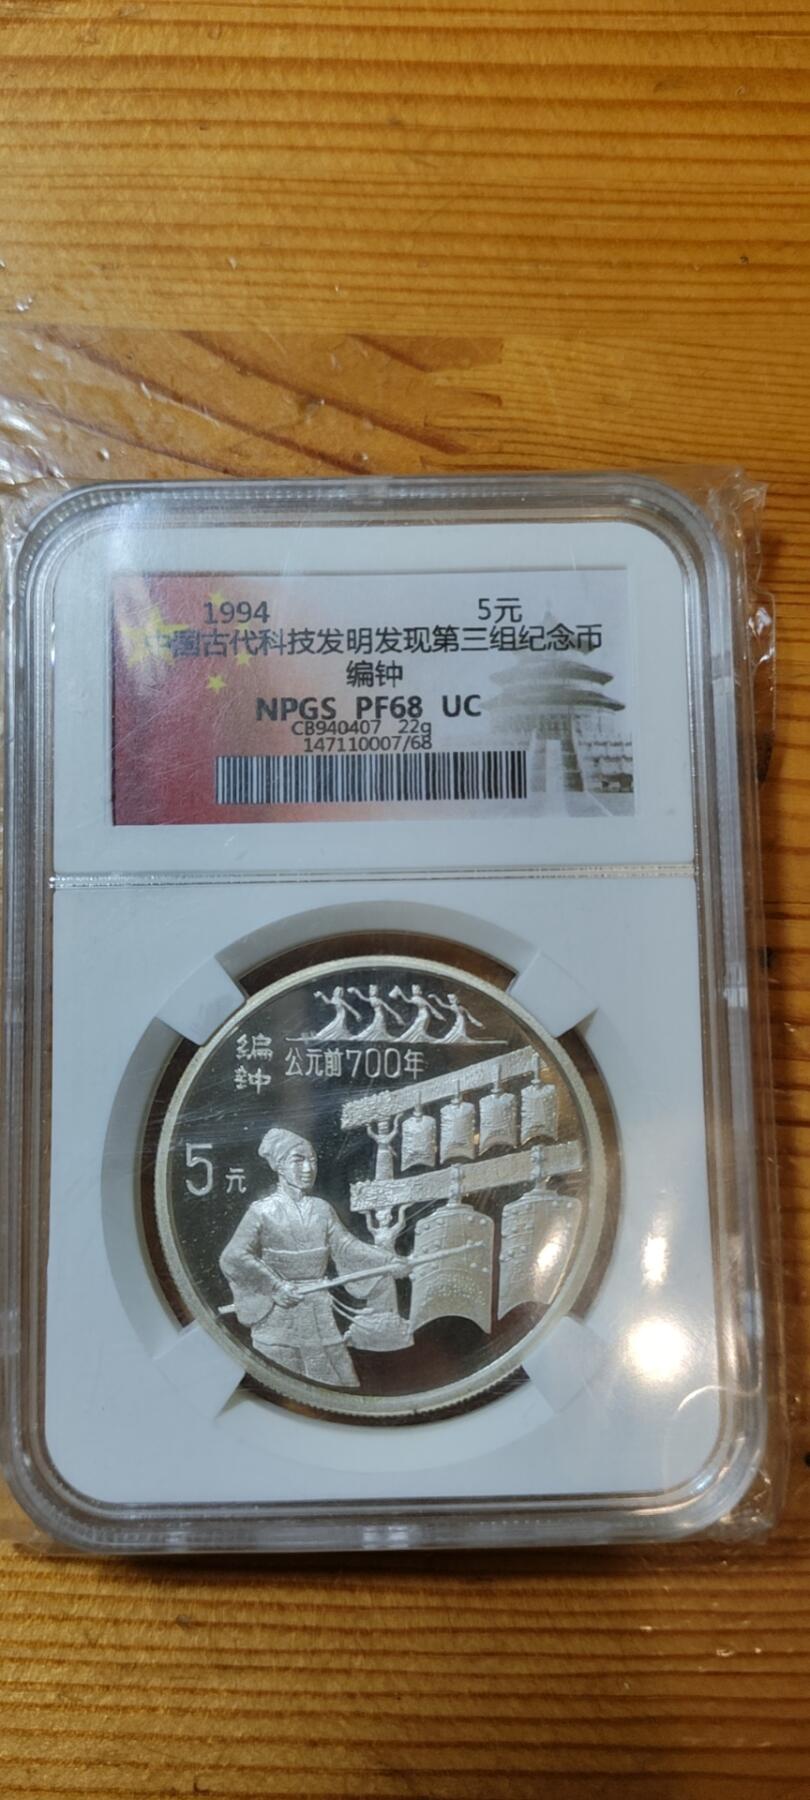 1994 5元
中国古代科技发明发现第三组纪念币
编钟
NPGS PF68 UC
CB940407 22g
147110007/68
編鐘
公元前700年
5元